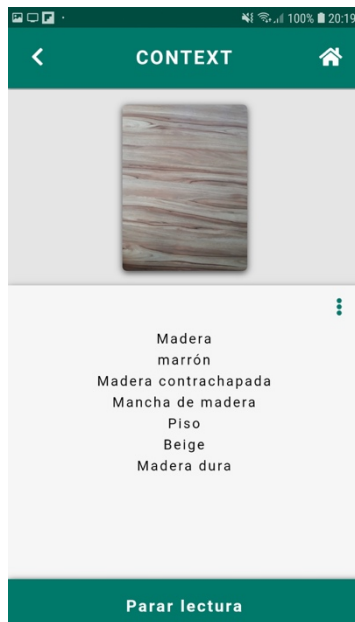 100% 20:19
CONTEXT
Madera
marrón
Madera contrachapada
Mancha de madera
Piso
Beige
Madera dura
Parar lectura